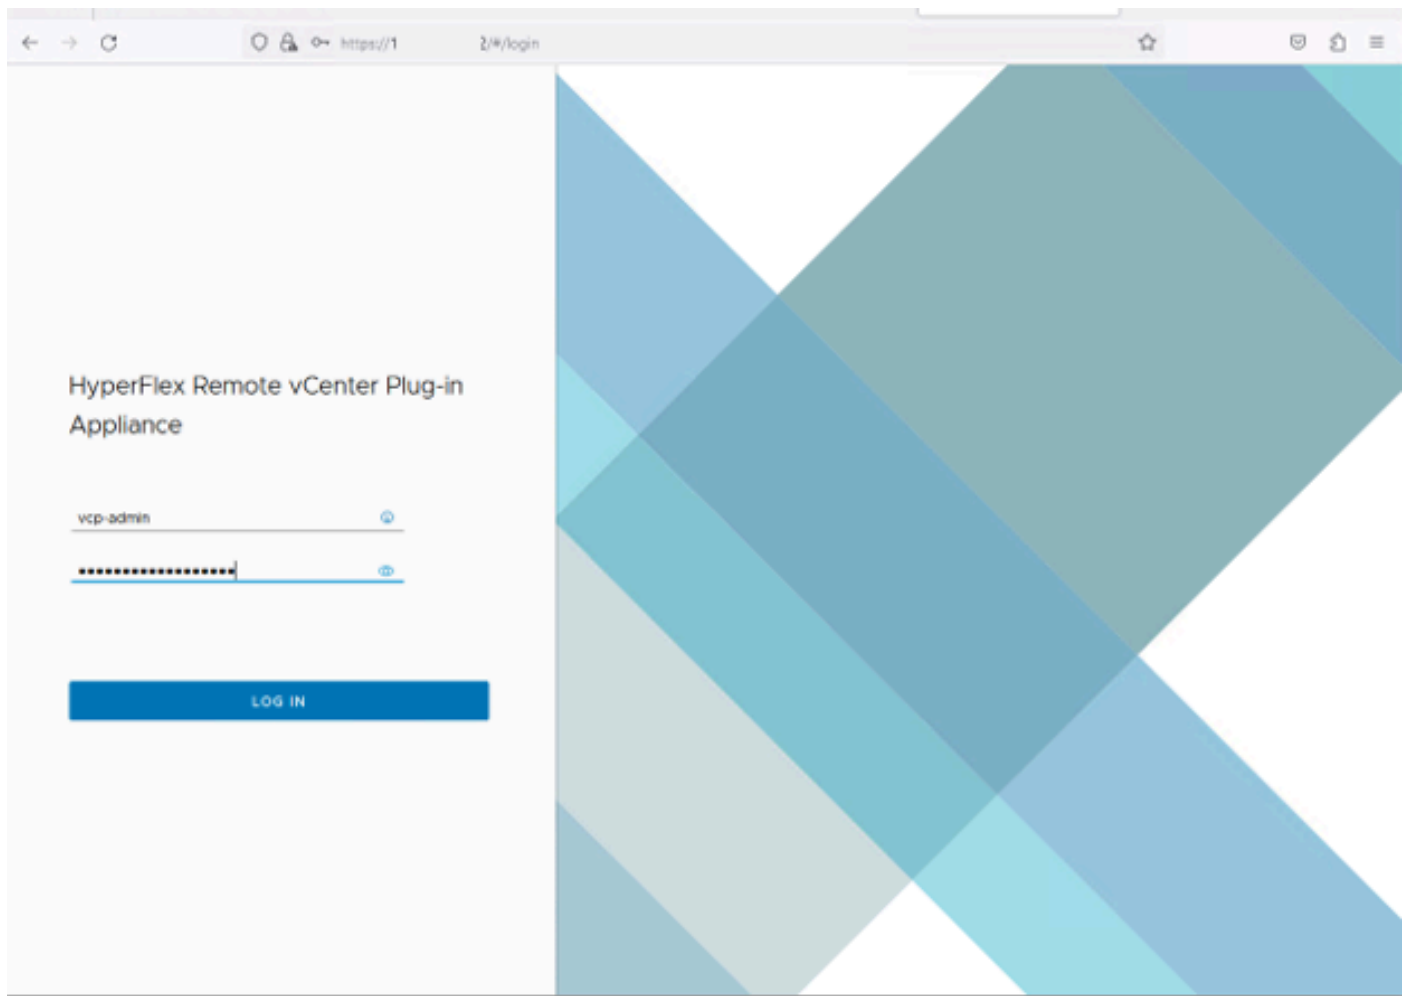 https://1 2/#/login
HyperFlex Remote vCenter Plug-in
Appliance
vcp-admin
••••••••••••••••••
LOG IN